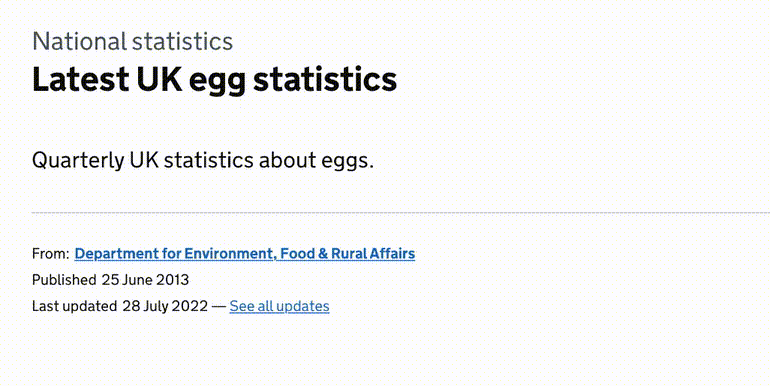 National statistics
Latest UK egg statistics
Quarterly UK statistics about eggs.
From: Department for Environment, Food & Rural Affairs
Published 25 June 2013
Last updated 28 July 2022 — See all updates